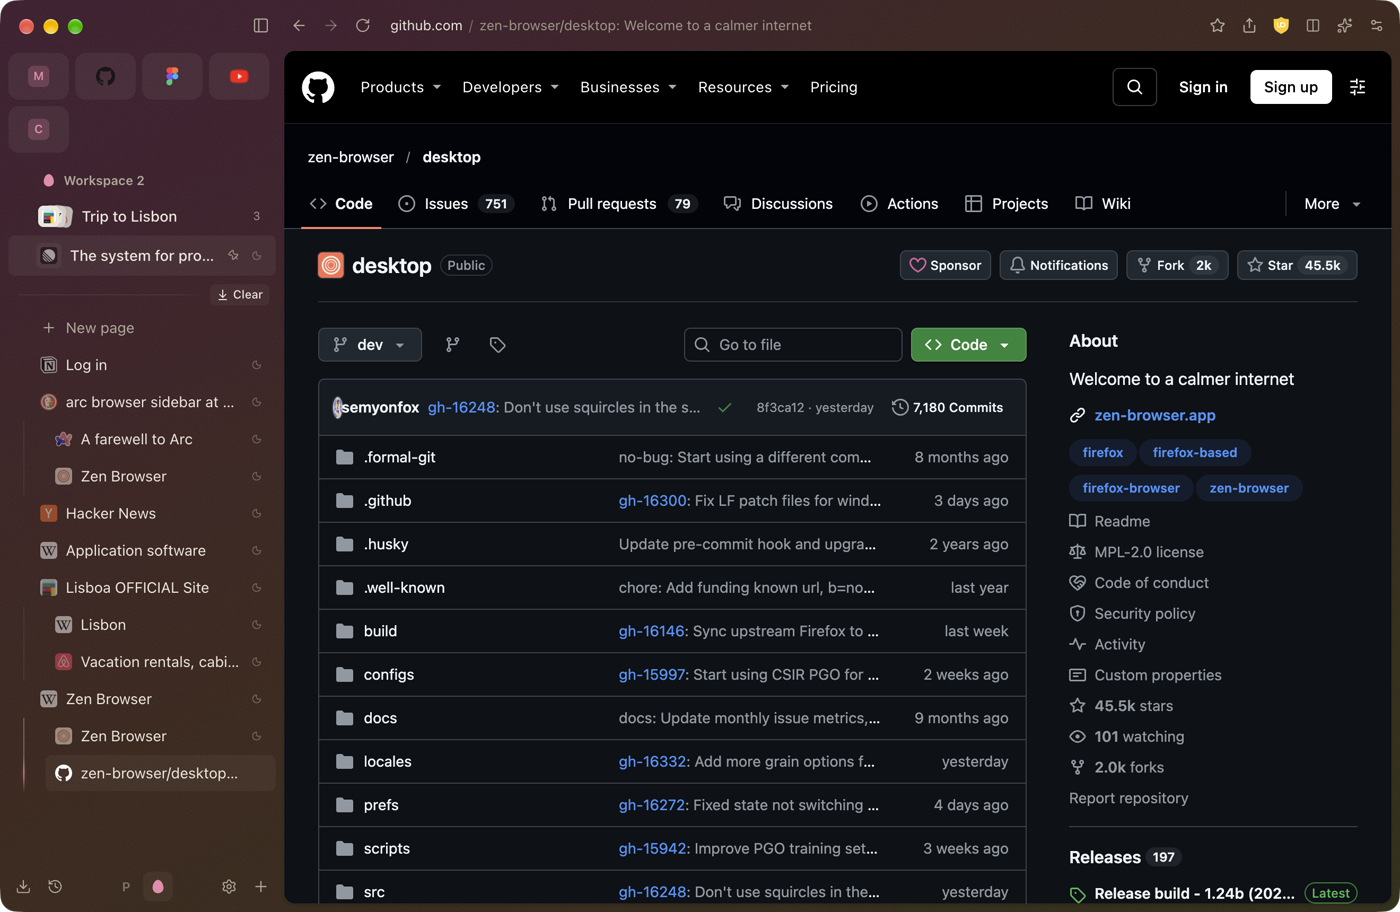 github.com / zen-browser/desktop: Welcome to a calmer internet
M
C
Workspace 2
Trip to Lisbon 3
The system for pro...
Clear
New page
Log in
arc browser sidebar at ...
A farewell to Arc
Zen Browser
Y Hacker News
W Application software
Lisboa OFFICIAL Site
W Lisbon
Vacation rentals, cabi...
W Zen Browser
Zen Browser
zen-browser/desktop...
P
Products Developers Businesses Resources Pricing Sign in Sign up
zen-browser / desktop
Code Issues 751 Pull requests 79 Discussions Actions Projects Wiki More
desktop Public Sponsor Notifications Fork 2k Star 45.5k
dev Go to file Code
semyonfox gh-16248: Don't use squircles in the s... 8f3ca12 · yesterday 7,180 Commits
.formal-git no-bug: Start using a different com... 8 months ago
.github gh-16300: Fix LF patch files for wind... 3 days ago
.husky Update pre-commit hook and upgra... 2 years ago
.well-known chore: Add funding known url, b=no... last year
build gh-16146: Sync upstream Firefox to ... last week
configs gh-15997: Start using CSIR PGO for ... 2 weeks ago
docs docs: Update monthly issue metrics,... 9 months ago
locales gh-16332: Add more grain options f... yesterday
prefs gh-16272: Fixed state not switching ... 4 days ago
scripts gh-15942: Improve PGO training set... 3 weeks ago
src gh-16248: Don't use squircles in the... yesterday
About
Welcome to a calmer internet
zen-browser.app
firefox firefox-based
firefox-browser zen-browser
Readme
MPL-2.0 license
Code of conduct
Security policy
Activity
Custom properties
45.5k stars
101 watching
2.0k forks
Report repository
Releases 197
Release build - 1.24b (202... Latest